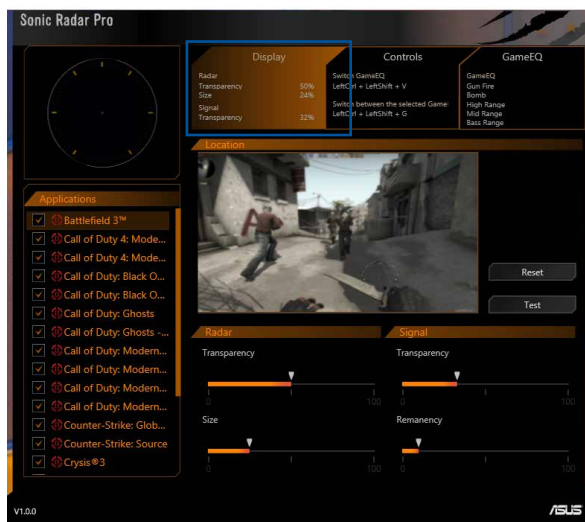 Sonic Radar Pro
Display
Radar
Transparency 50%
Size 24%
Signal
Transparency 32%
Controls
Switch GameEQ
LeftCtrl + LeftShift + V
Switch between the selected Game
LeftCtrl + LeftShift + G
GameEQ
GameEQ
Gun Fire
Bomb
High Range
Mid Range
Bass Range
Location
Reset
Test
Applications
Battlefield 3™
Call of Duty 4: Mode...
Call of Duty 4: Mode...
Call of Duty: Black O...
Call of Duty: Black O...
Call of Duty: Ghosts
Call of Duty: Ghosts -...
Call of Duty: Modern...
Call of Duty: Modern...
Call of Duty: Modern...
Call of Duty: Modern...
Counter-Strike: Glob...
Counter-Strike: Source
Crysis®3
Radar
Transparency
0 100
Size
0 100
Signal
Transparency
0 100
Remanency
0 100
V1.0.0
ASUS